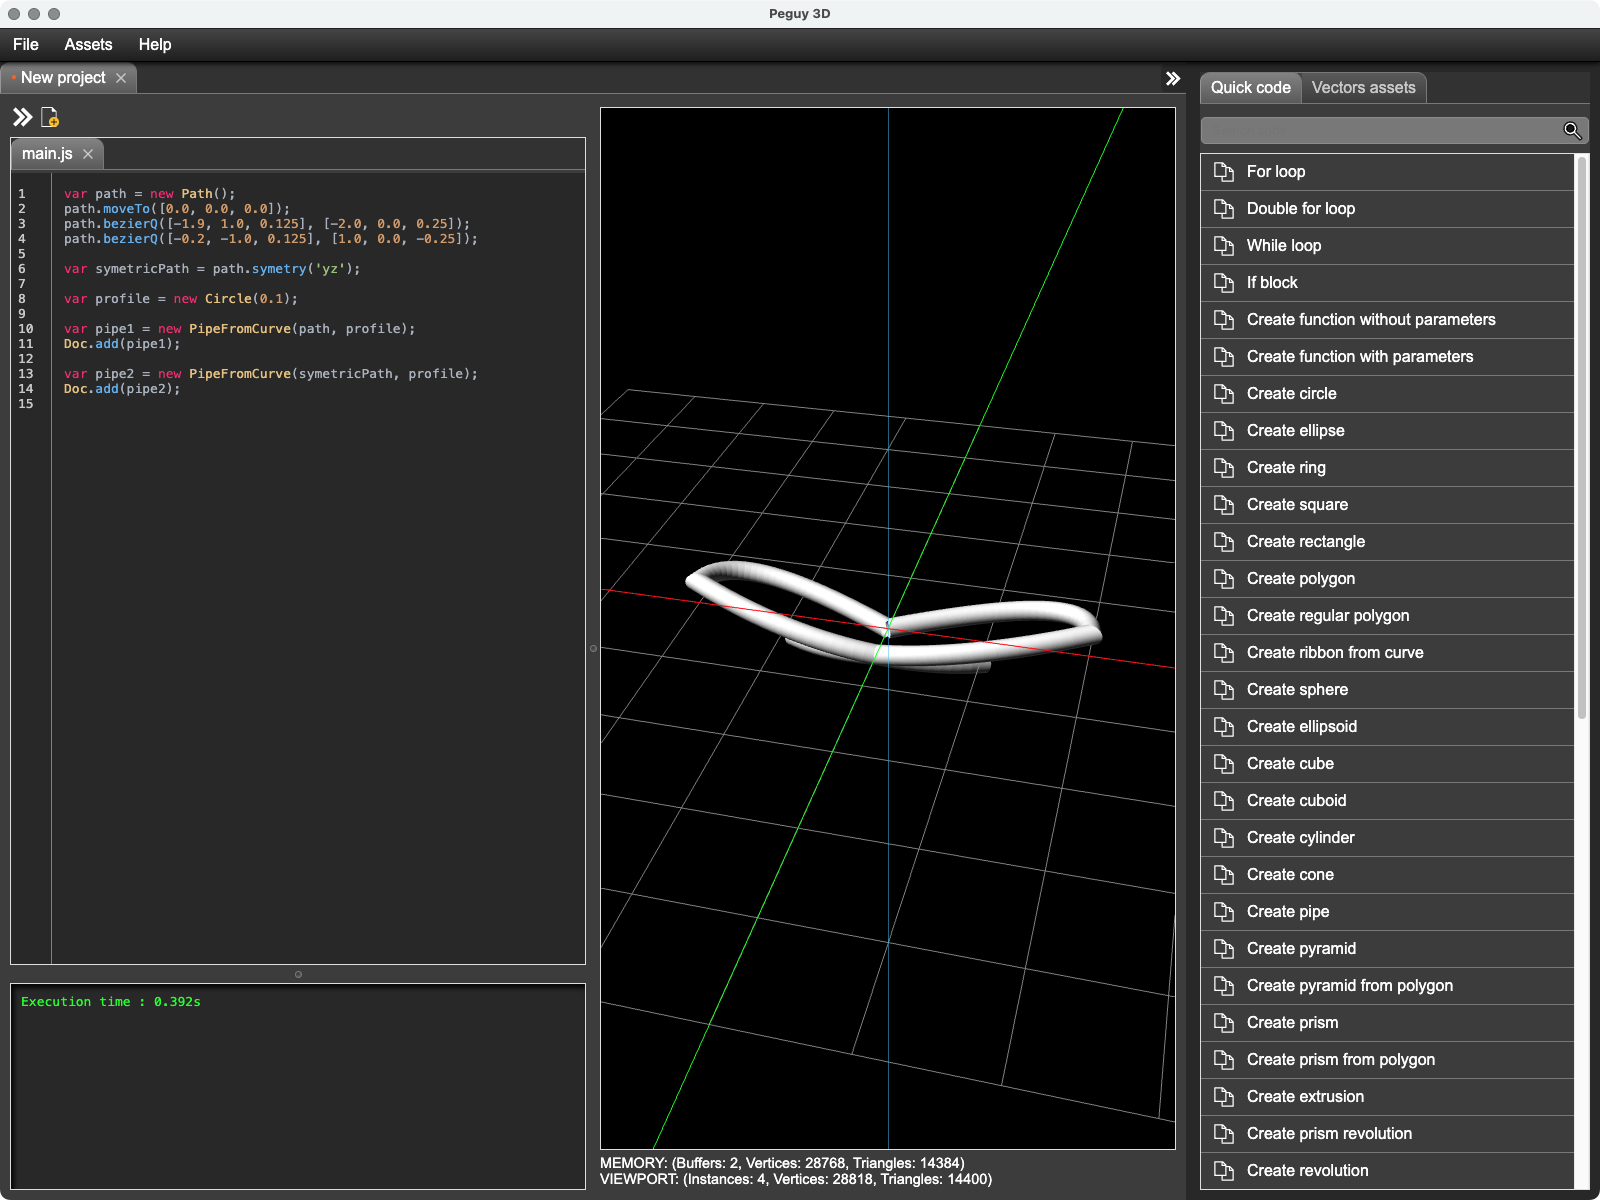 Peguy 3D
File Assets Help
• New project ×
main.js ×
1 var path = new Path();
2 path.moveTo([0.0, 0.0, 0.0]);
3 path.bezierQ([-1.9, 1.0, 0.125], [-2.0, 0.0, 0.25]);
4 path.bezierQ([-0.2, -1.0, 0.125], [1.0, 0.0, -0.25]);
5
6 var symetricPath = path.symetry('yz');
7
8 var profile = new Circle(0.1);
9
10 var pipe1 = new PipeFromCurve(path, profile);
11 Doc.add(pipe1);
12
13 var pipe2 = new PipeFromCurve(symetricPath, profile);
14 Doc.add(pipe2);
15
Execution time : 0.392s
MEMORY: (Buffers: 2, Vertices: 28768, Triangles: 14384)
VIEWPORT: (Instances: 4, Vertices: 28818, Triangles: 14400)
Quick code Vectors assets
For loop
Double for loop
While loop
If block
Create function without parameters
Create function with parameters
Create circle
Create ellipse
Create ring
Create square
Create rectangle
Create polygon
Create regular polygon
Create ribbon from curve
Create sphere
Create ellipsoid
Create cube
Create cuboid
Create cylinder
Create cone
Create pipe
Create pyramid
Create pyramid from polygon
Create prism
Create prism from polygon
Create extrusion
Create prism revolution
Create revolution